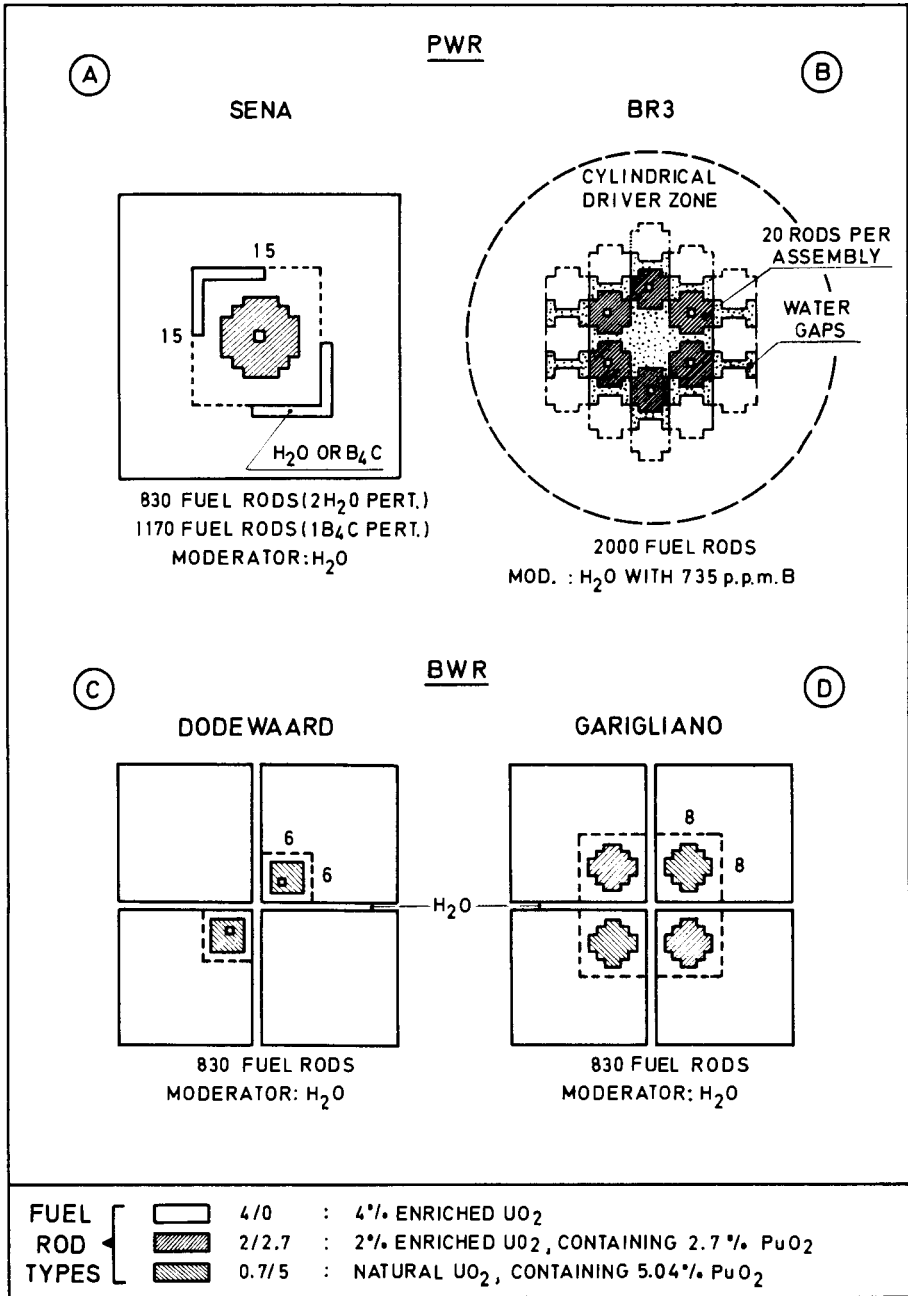 PWR
A
B
SENA
BR3
CYLINDRICAL
DRIVER ZONE
20 RODS PER
ASSEMBLY
WATER
GAPS
15
15
H₂O OR B₄C
830 FUEL RODS (2H₂O PERT.)
1170 FUEL RODS (1B₄C PERT.)
MODERATOR: H₂O
2000 FUEL RODS
MOD. : H₂O WITH 735 p.p.m. B
BWR
C
D
DODEWAARD
GARIGLIANO
6
6
8
8
H₂O
830 FUEL RODS
MODERATOR: H₂O
830 FUEL RODS
MODERATOR: H₂O
FUEL
ROD
TYPES
4/0 : 4% ENRICHED UO₂
2/2.7 : 2% ENRICHED UO₂, CONTAINING 2.7% PuO₂
0.7/5 : NATURAL UO₂, CONTAINING 5.04% PuO₂